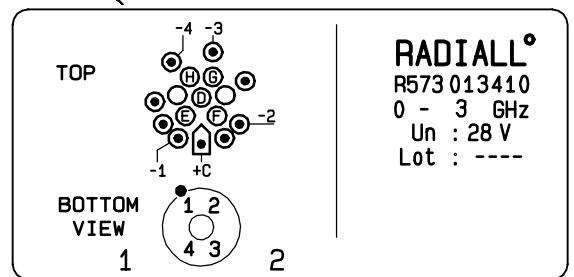 -4 -3
TOP
H G
D
E F
-2
-1 +C
BOTTOM
VIEW
1 2
4 3
1 2
RADIALL°
R573 013410
0 - 3 GHz
Un : 28 V
Lot : ----